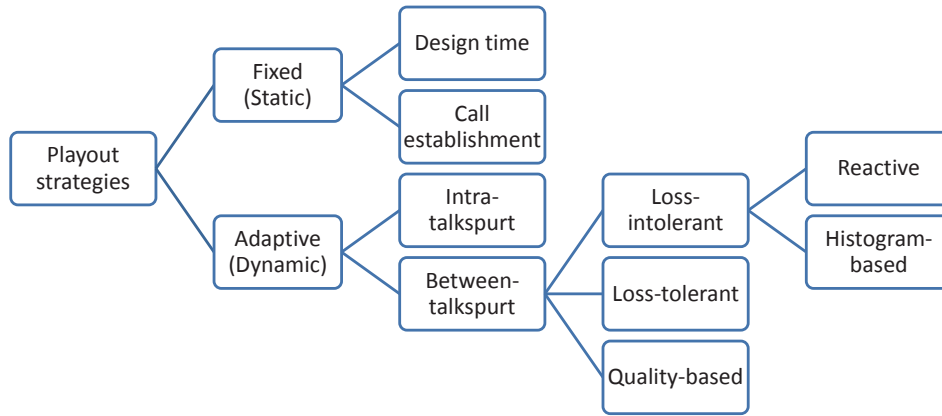 Playout
strategies
Fixed
(Static)
Design time
Call
establishment
Adaptive
(Dynamic)
Intra-
talkspurt
Between-
talkspurt
Loss-
intolerant
Reactive
Histogram-
based
Loss-tolerant
Quality-based